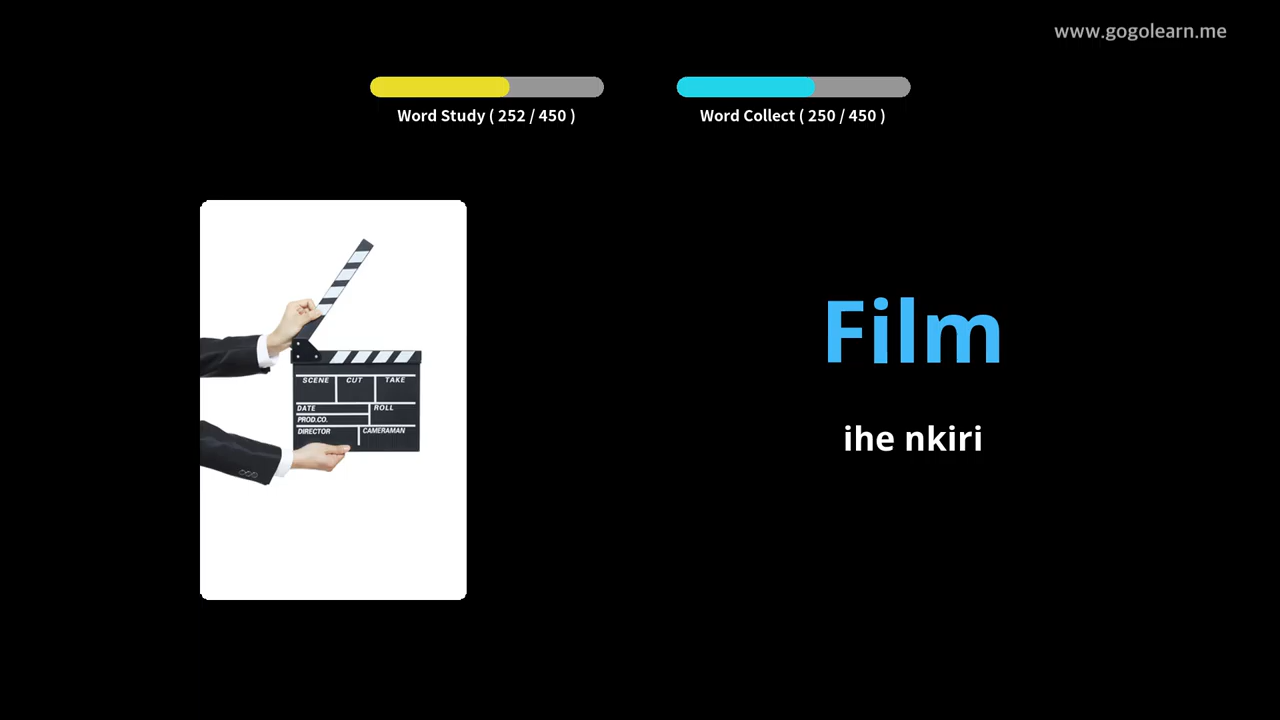 www.gogolearn.me
Word Study ( 252 / 450 )
Word Collect ( 250 / 450 )
SCENE CUT TAKE
DATE ROLL
PROD.CO.
DIRECTOR CAMERAMAN
Film
ihe nkiri